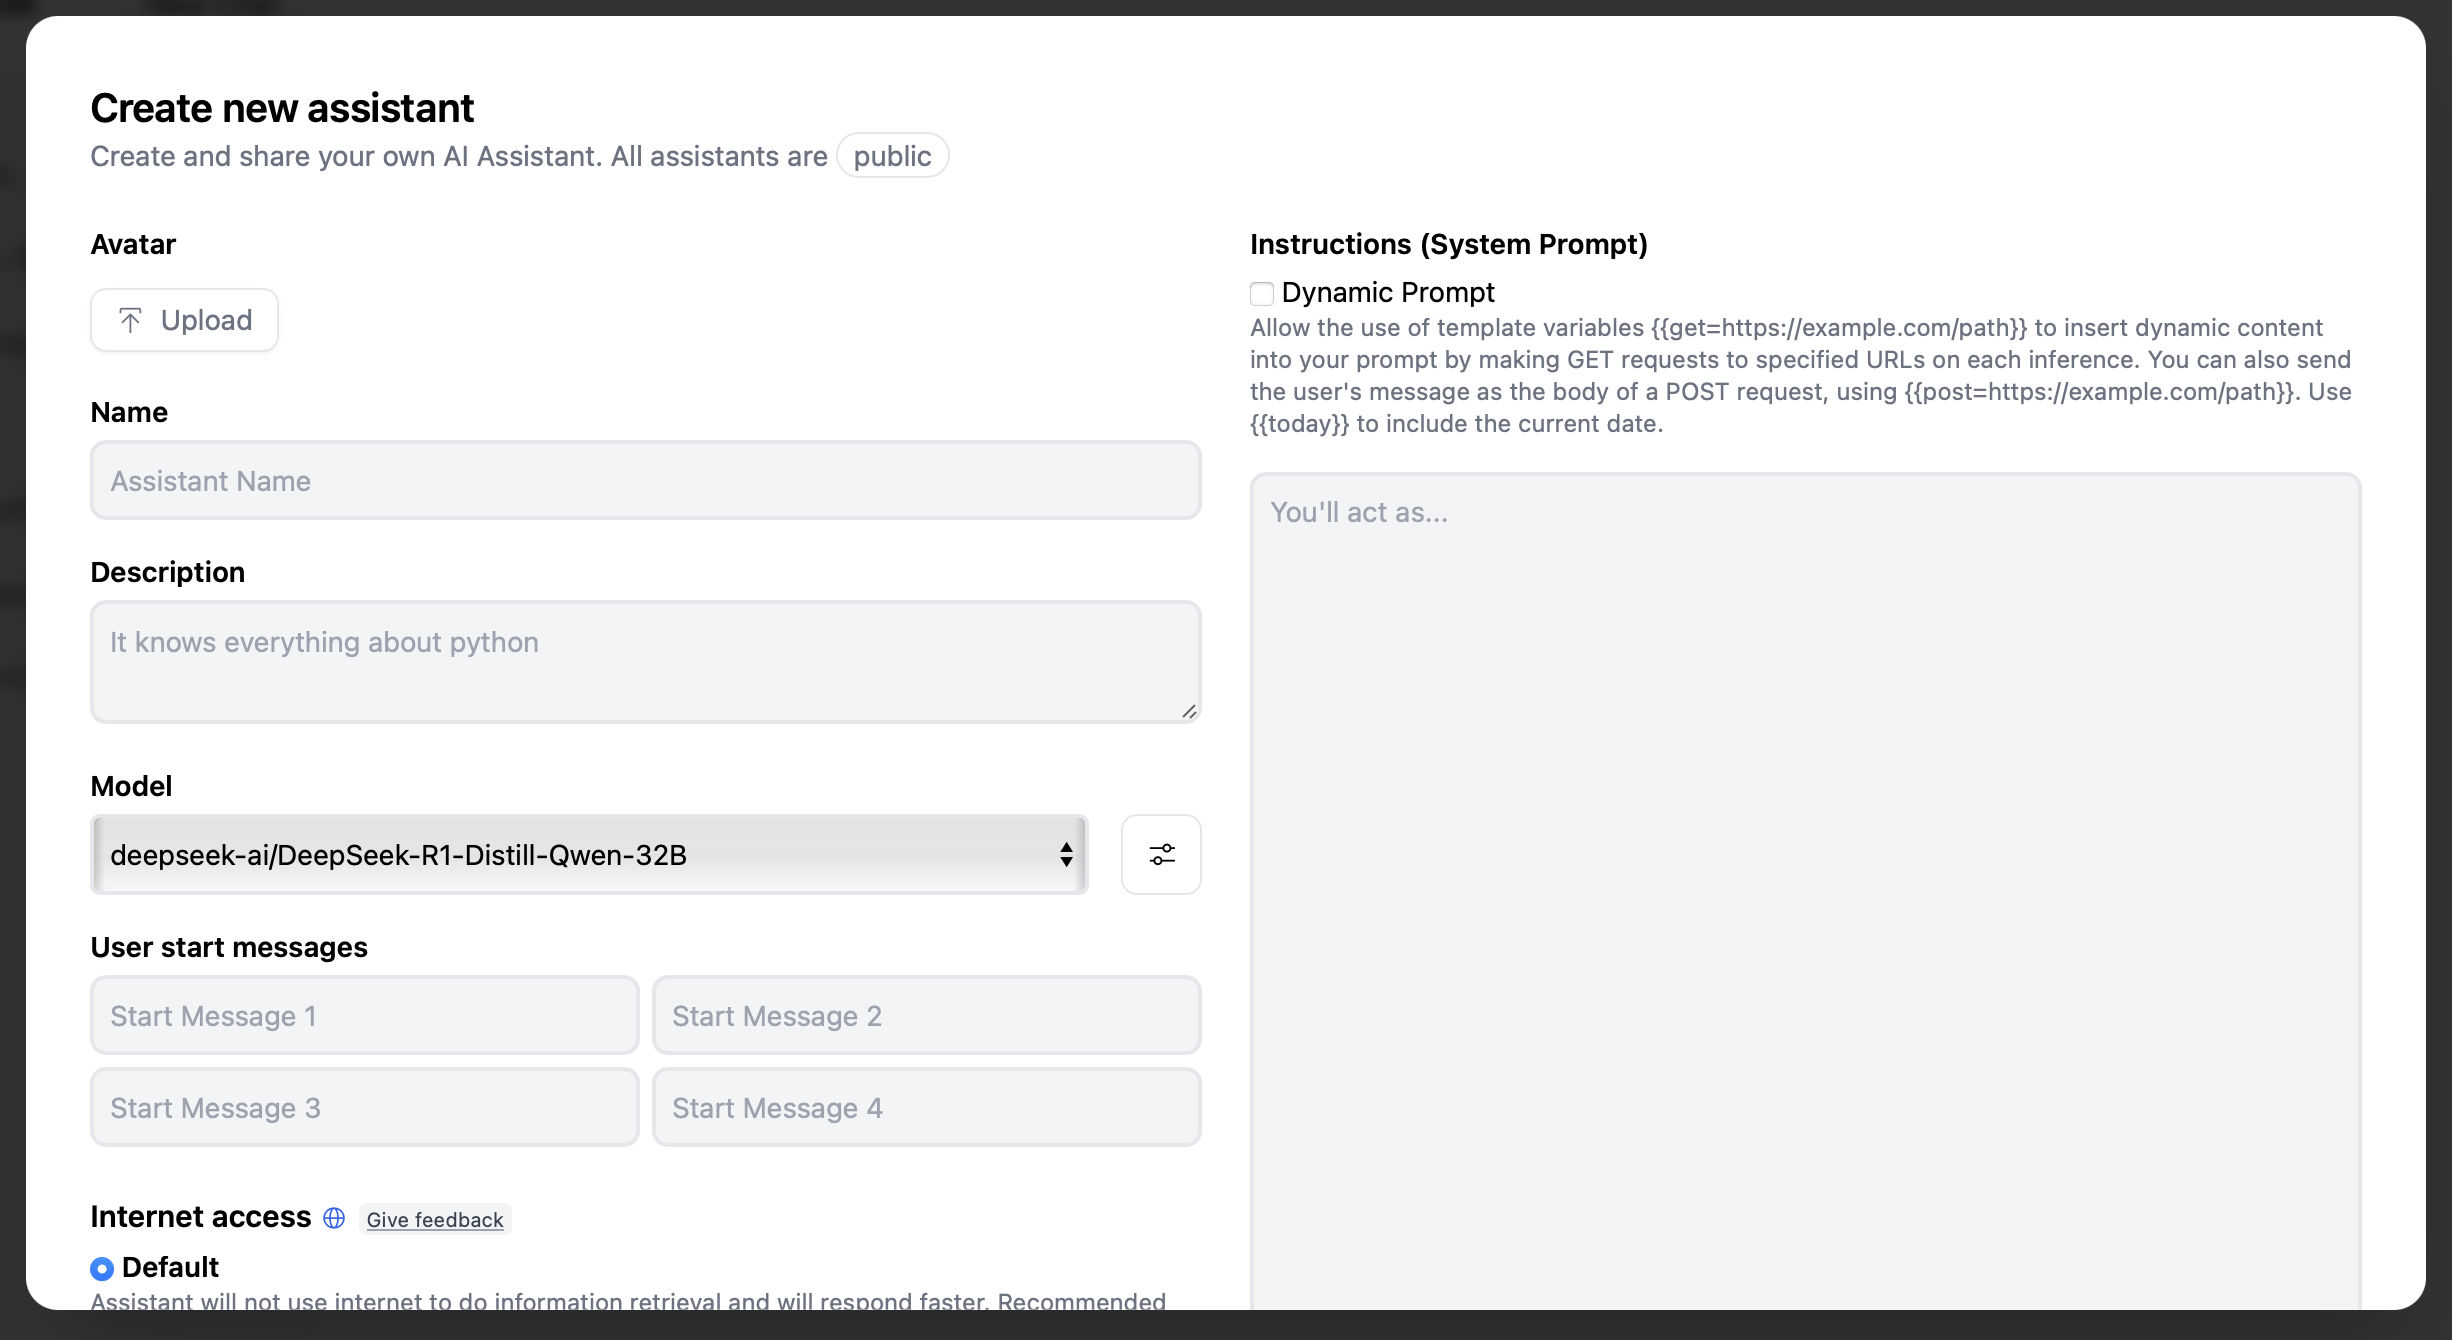 Create new assistant
Create and share your own AI Assistant. All assistants are public
Avatar
Upload
Name
Assistant Name
Description
It knows everything about python
Model
deepseek-ai/DeepSeek-R1-Distill-Qwen-32B
User start messages
Start Message 1
Start Message 2
Start Message 3
Start Message 4
Internet access Give feedback
Default
Assistant will not use internet to do information retrieval and will respond faster. Recommended
Instructions (System Prompt)
Dynamic Prompt
Allow the use of template variables {{get=https://example.com/path}} to insert dynamic content
into your prompt by making GET requests to specified URLs on each inference. You can also send
the user's message as the body of a POST request, using {{post=https://example.com/path}}. Use
{{today}} to include the current date.
You'll act as...